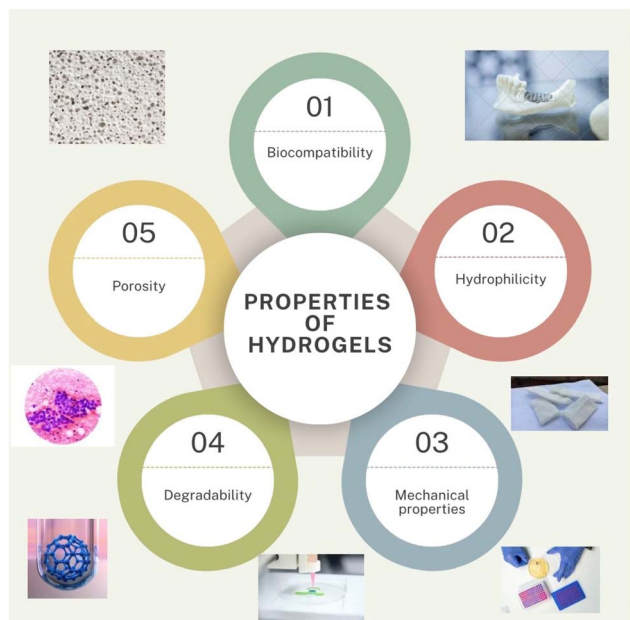 01
Biocompatibility
02
Hydrophilicity
03
Mechanical
properties
04
Degradability
05
Porosity
PROPERTIES
OF
HYDROGELS